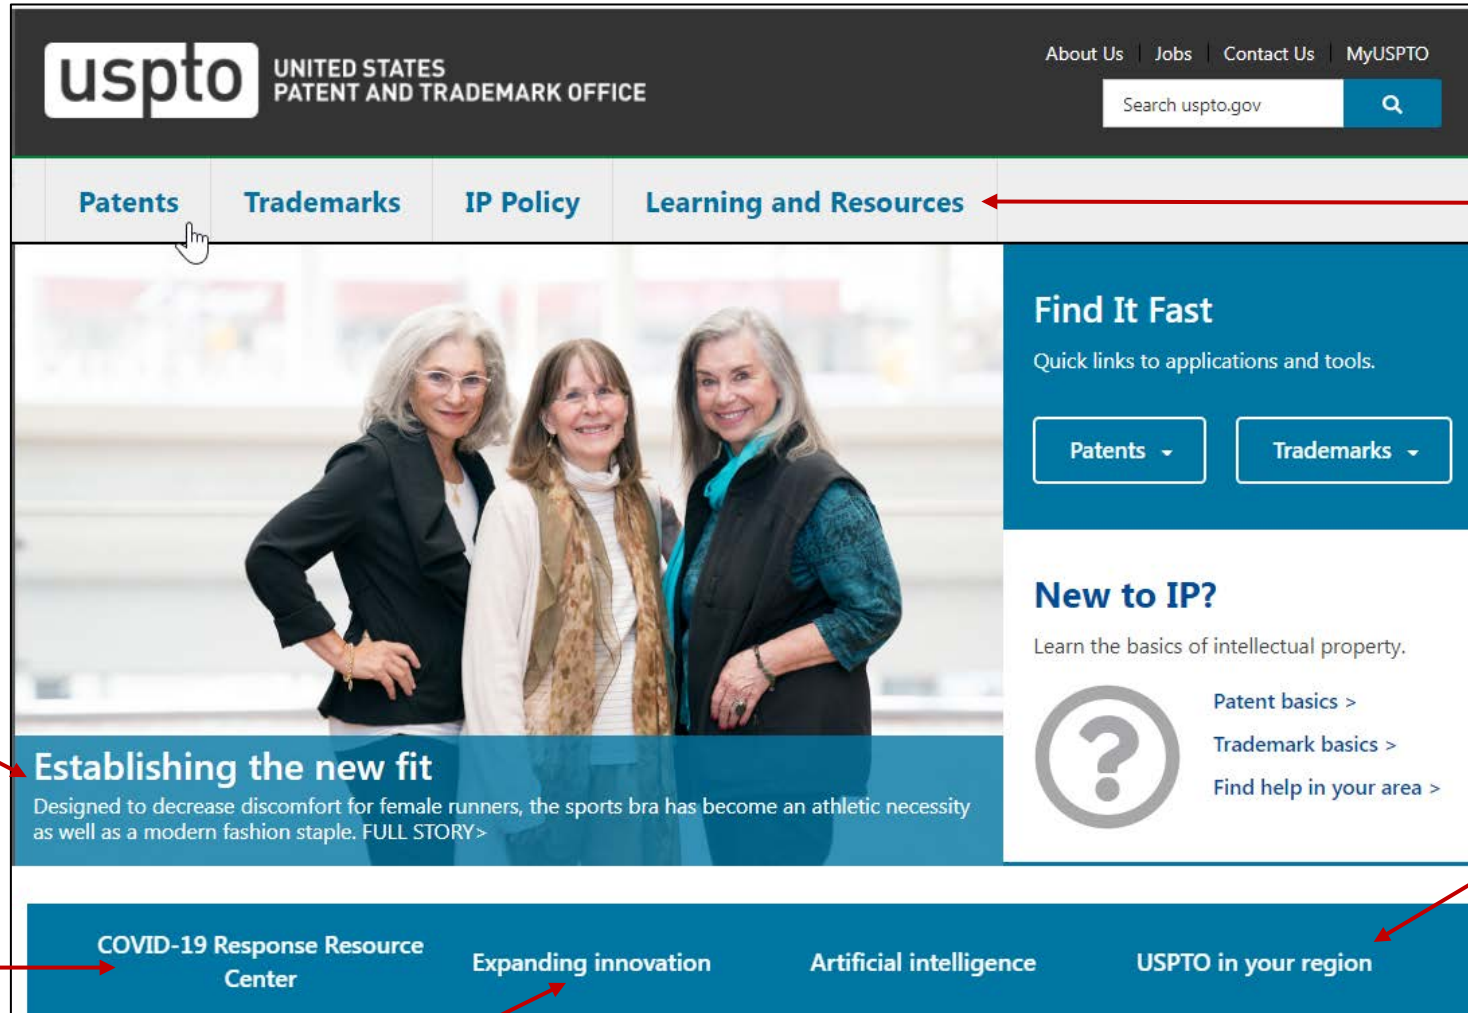 uspto
UNITED STATES
PATENT AND TRADEMARK OFFICE
About Us
Jobs
Contact Us
MyUSPTO
Search uspto.gov
Patents
Trademarks
IP Policy
Learning and Resources
Establishing the new fit
Designed to decrease discomfort for female runners, the sports bra has become an athletic necessity
as well as a modern fashion staple. FULL STORY>
Find It Fast
Quick links to applications and tools.
Patents
Trademarks
New to IP?
Learn the basics of intellectual property.
?
Patent basics >
Trademark basics >
Find help in your area >
COVID-19 Response Resource
Center
Expanding innovation
Artificial intelligence
USPTO in your region